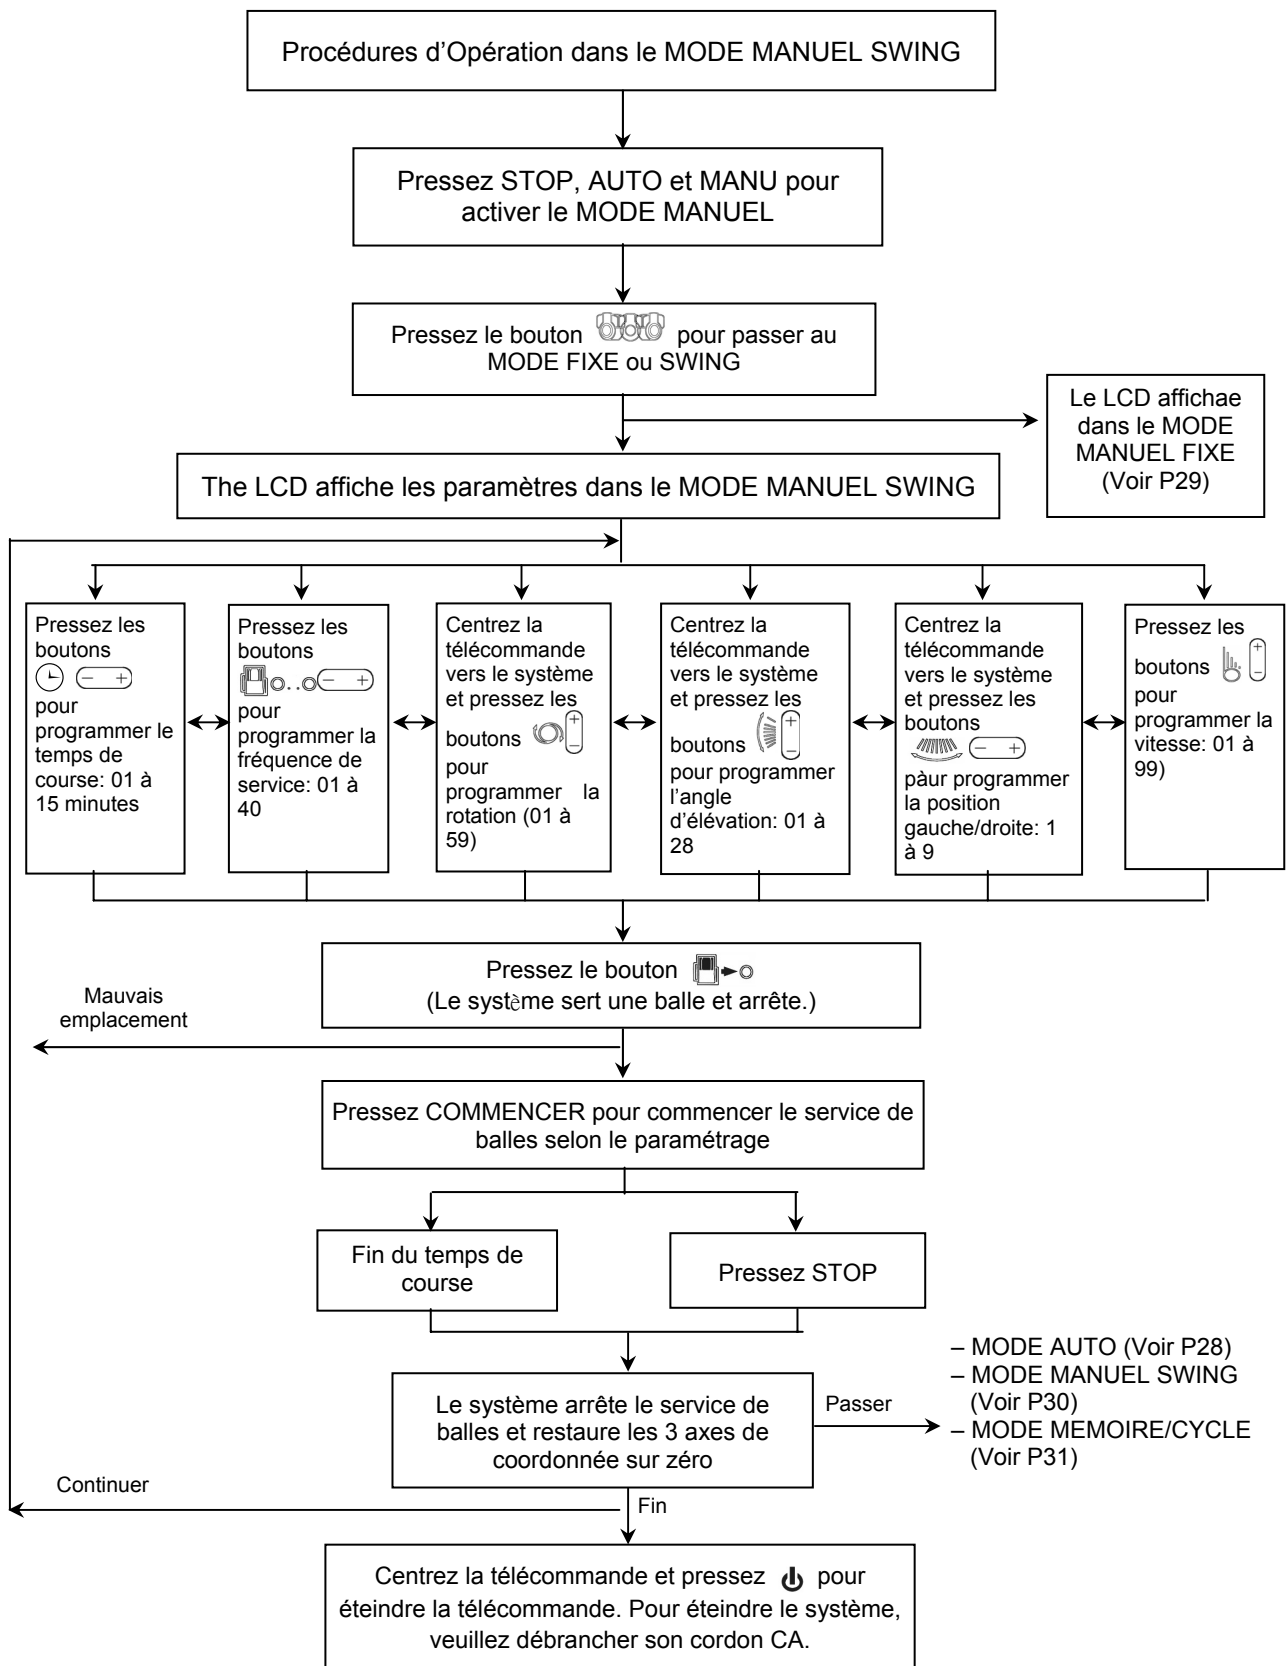 Procédures d’Opération dans le MODE MANUEL SWING
Pressez STOP, AUTO et MANU pour
activer le MODE MANUEL
Pressez le bouton pour passer au
MODE FIXE ou SWING
Le LCD affichae
dans le MODE
MANUEL FIXE
(Voir P29)
The LCD affiche les paramètres dans le MODE MANUEL SWING
Pressez les
boutons
− +
pour
programmer le
temps de
course: 01 à
15 minutes
Pressez les
boutons
− +
pour
programmer la
fréquence de
service: 01 à
40
Centrez la
télécommande
vers le système
et pressez les
boutons + −
pour
programmer la
rotation (01 à
59)
Centrez la
télécommande
vers le système
et pressez les
boutons + −
pour programmer
l’angle
d’élévation: 01 à
28
Centrez la
télécommande
vers le système
et pressez les
boutons
− +
pàur programmer
la position
gauche/droite: 1
à 9
Pressez les
boutons + −
pour
programmer la
vitesse: 01 à
99)
Pressez le bouton
(Le système sert une balle et arrête.)
Mauvais
emplacement
Pressez COMMENCER pour commencer le service de
balles selon le paramétrage
Fin du temps de
course
Pressez STOP
Le système arrête le service de
balles et restaure les 3 axes de
coordonnée sur zéro
Passer
– MODE AUTO (Voir P28)
– MODE MANUEL SWING
(Voir P30)
– MODE MEMOIRE/CYCLE
(Voir P31)
Continuer
Fin
Centrez la télécommande et pressez pour
éteindre la télécommande. Pour éteindre le système,
veuillez débrancher son cordon CA.